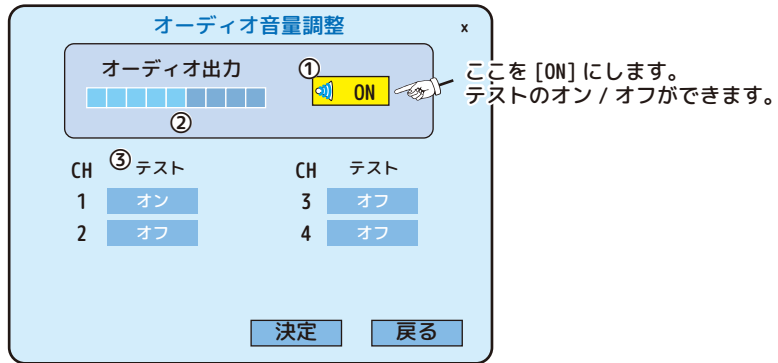 オーディオ音量調整 x
オーディオ出力 ① ON
ここを [ON] にします。
テストのオン / オフができます。
②
CH ③ テスト CH テスト
1 オン 3 オフ
2 オフ 4 オフ
決定 戻る